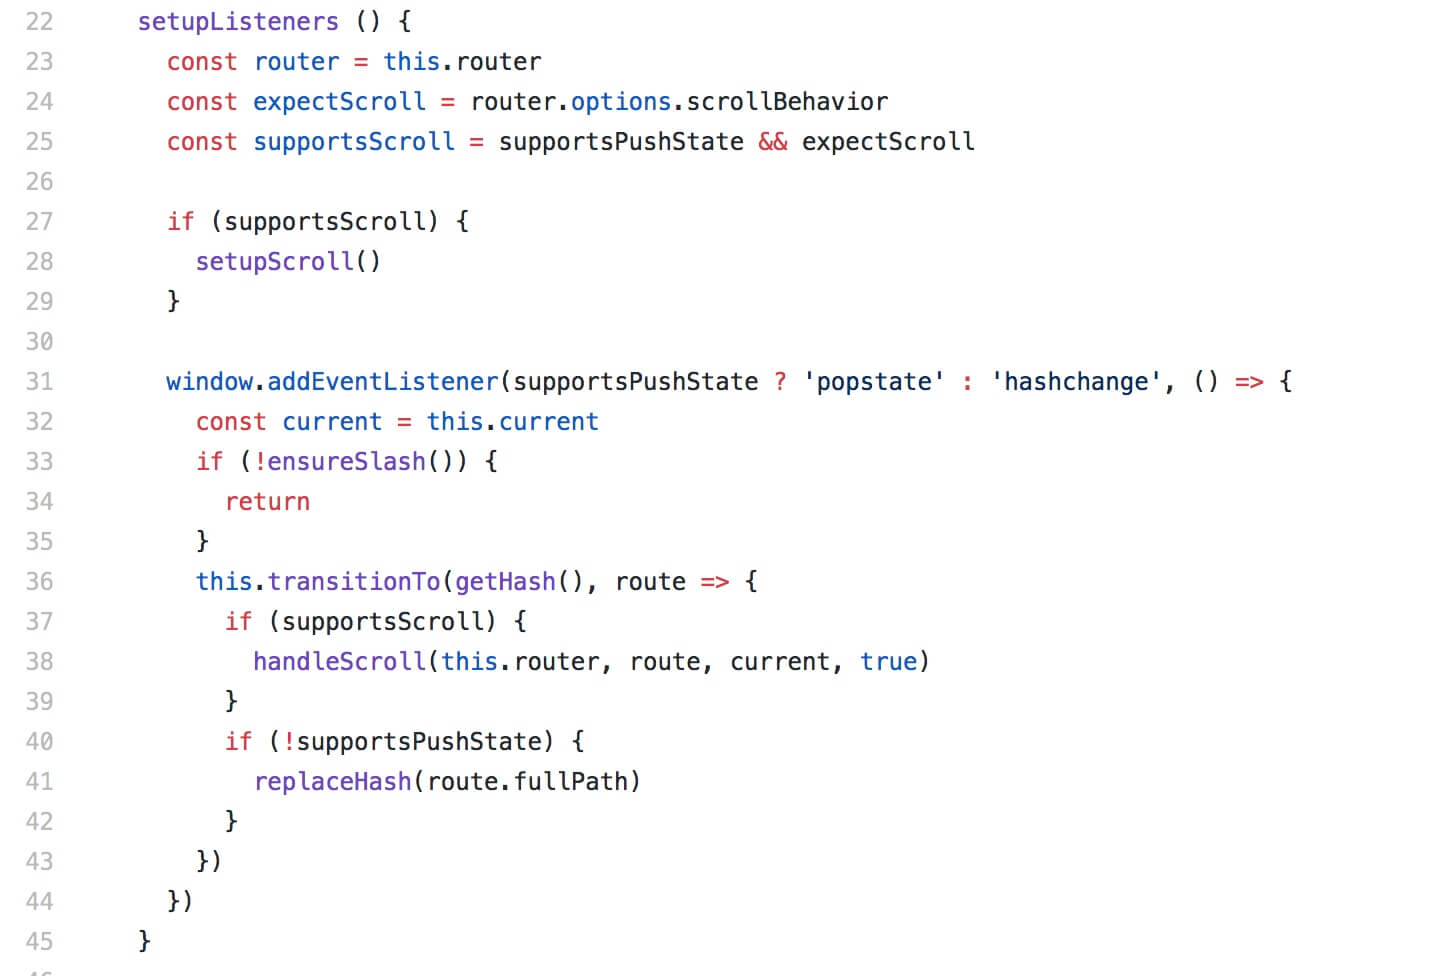 22 setupListeners () {
23 const router = this.router
24 const expectScroll = router.options.scrollBehavior
25 const supportsScroll = supportsPushState && expectScroll
26
27 if (supportsScroll) {
28 setupScroll()
29 }
30
31 window.addEventListener(supportsPushState ? 'popstate' : 'hashchange', () => {
32 const current = this.current
33 if (!ensureSlash()) {
34 return
35 }
36 this.transitionTo(getHash(), route => {
37 if (supportsScroll) {
38 handleScroll(this.router, route, current, true)
39 }
40 if (!supportsPushState) {
41 replaceHash(route.fullPath)
42 }
43 })
44 })
45 }